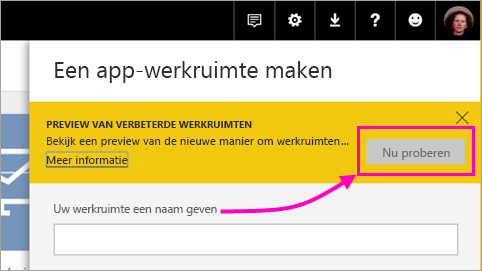 Een app-werkruimte maken
PREVIEW VAN VERBETERDE WERKRUIMTEN
Bekijk een preview van de nieuwe manier om werkruimten...
Meer informatie
Nu proberen
Uw werkruimte een naam geven